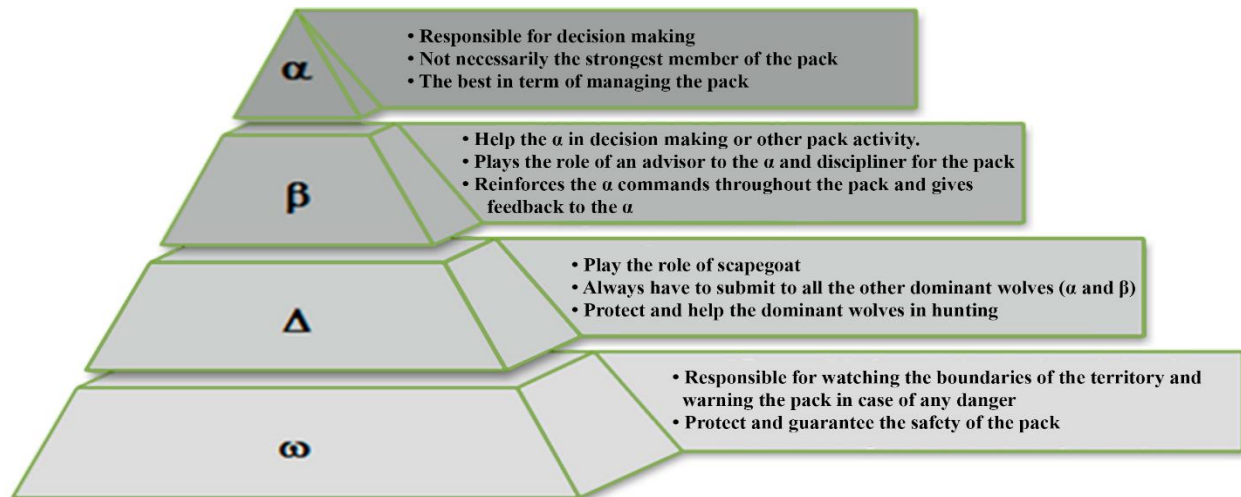 α
• Responsible for decision making
• Not necessarily the strongest member of the pack
• The best in term of managing the pack
β
• Help the α in decision making or other pack activity.
• Plays the role of an advisor to the α and discipliner for the pack
• Reinforces the α commands throughout the pack and gives
feedback to the α
Δ
• Play the role of scapegoat
• Always have to submit to all the other dominant wolves (α and β)
• Protect and help the dominant wolves in hunting
ω
• Responsible for watching the boundaries of the territory and
warning the pack in case of any danger
• Protect and guarantee the safety of the pack